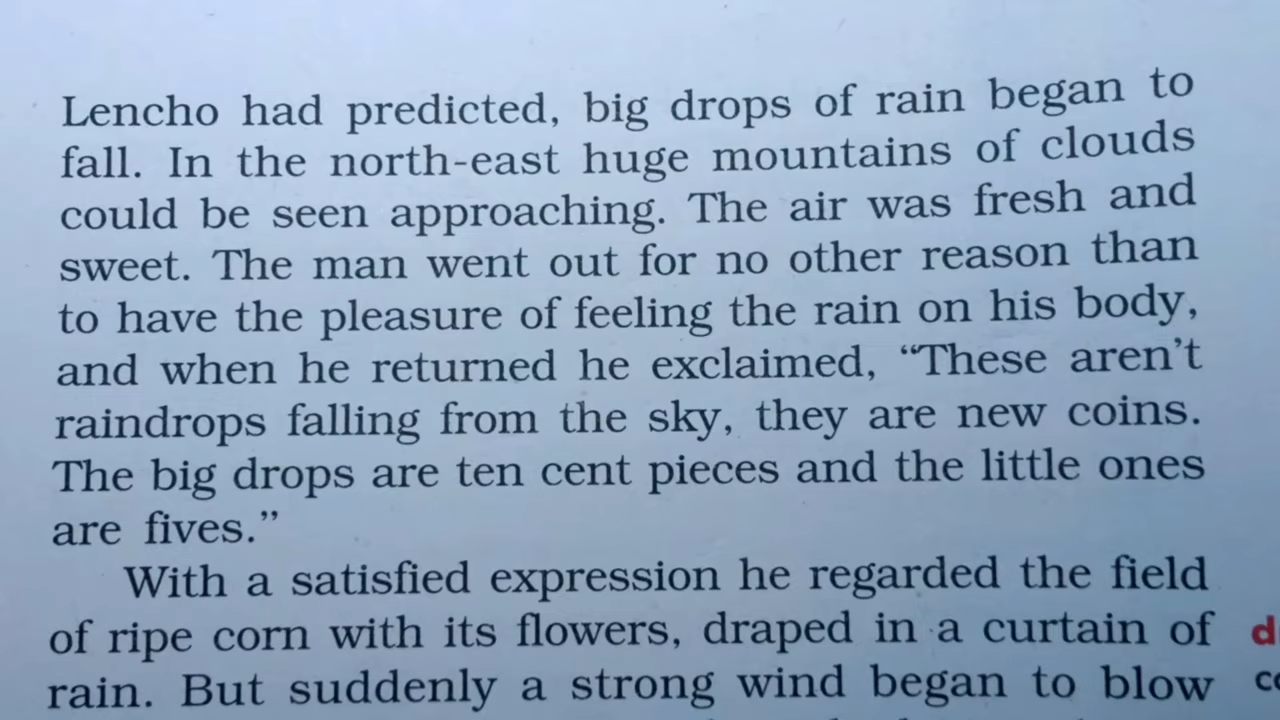 Lencho had predicted, big drops of rain began to
fall. In the north-east huge mountains of clouds
could be seen approaching. The air was fresh and
sweet. The man went out for no other reason than
to have the pleasure of feeling the rain on his body,
and when he returned he exclaimed, “These aren’t
raindrops falling from the sky, they are new coins.
The big drops are ten cent pieces and the little ones
are fives.”
With a satisfied expression he regarded the field
of ripe corn with its flowers, draped in a curtain of
rain. But suddenly a strong wind began to blow